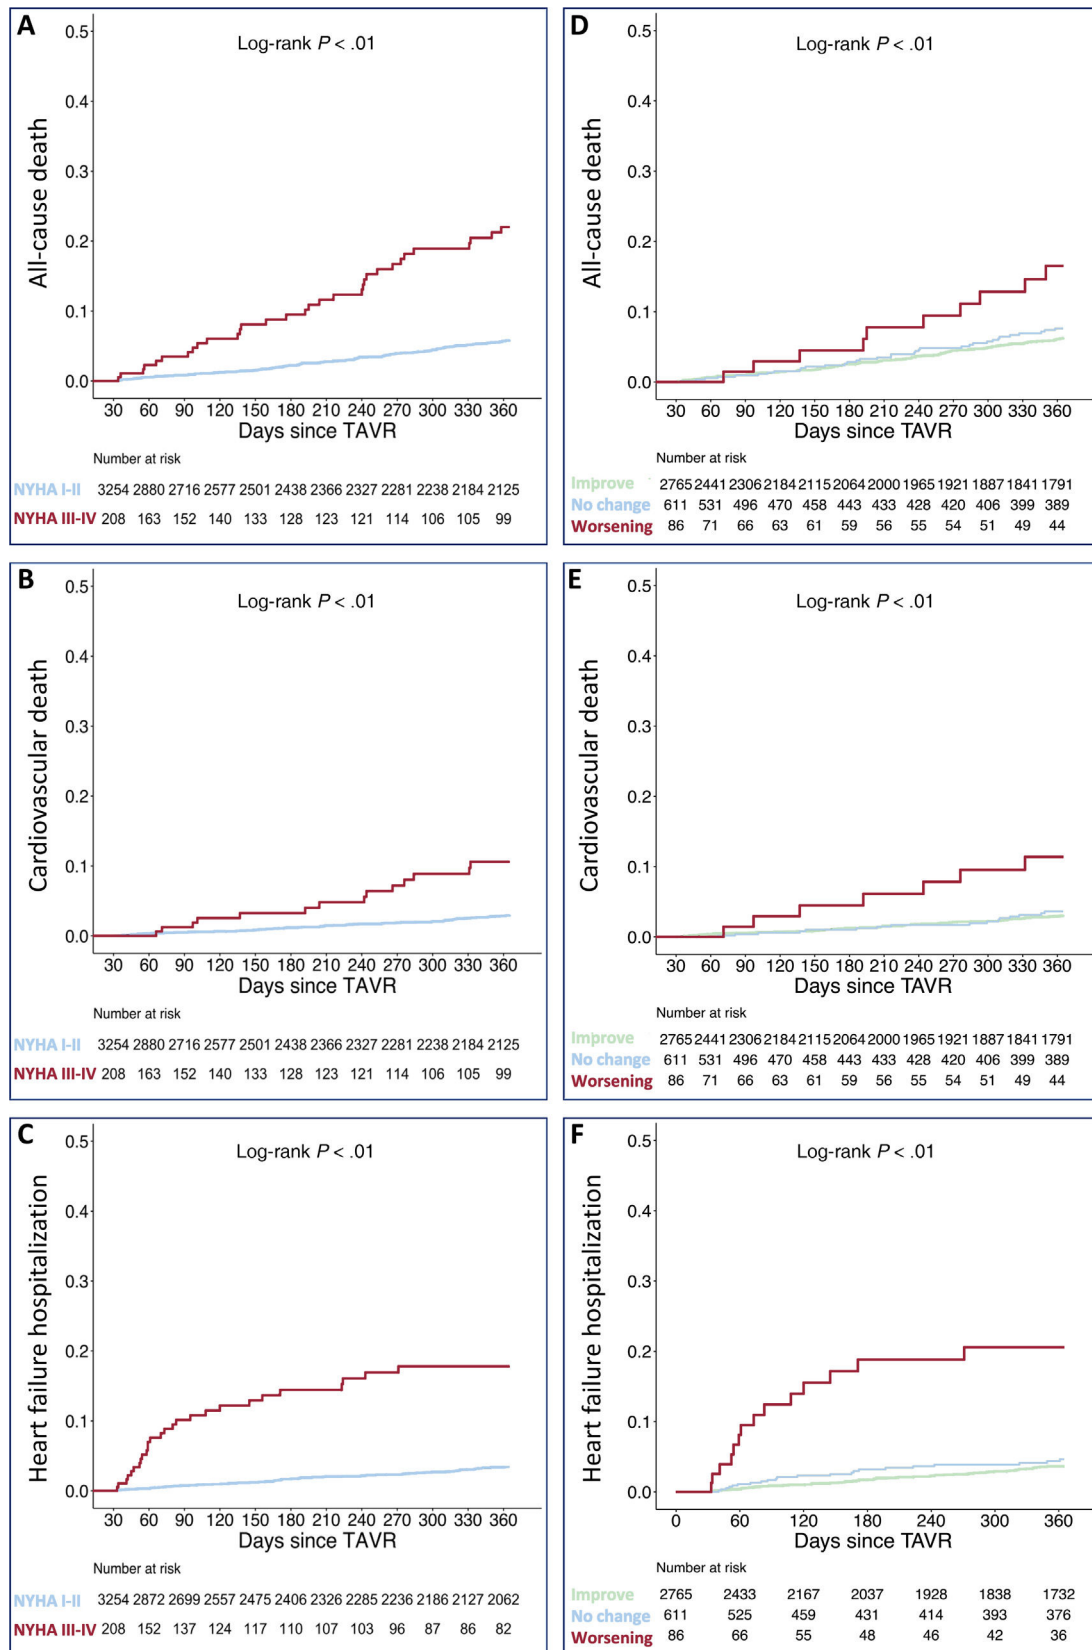 A
Log-rank P < .01
All-cause death
0.5
0.4
0.3
0.2
0.1
0.0
30 60 90 120 150 180 210 240 270 300 330 360
Days since TAVR
Number at risk
NYHA I-II 3254 2880 2716 2577 2501 2438 2366 2327 2281 2238 2184 2125
NYHA III-IV 208 163 152 140 133 128 123 121 114 106 105 99
D
Log-rank P < .01
All-cause death
0.5
0.4
0.3
0.2
0.1
0.0
30 60 90 120 150 180 210 240 270 300 330 360
Days since TAVR
Number at risk
Improve 2765 2441 2306 2184 2115 2064 2000 1965 1921 1887 1841 1791
No change 611 531 496 470 458 443 433 428 420 406 399 389
Worsening 86 71 66 63 61 59 56 55 54 51 49 44
B
Log-rank P < .01
Cardiovascular death
0.5
0.4
0.3
0.2
0.1
0.0
30 60 90 120 150 180 210 240 270 300 330 360
Days since TAVR
Number at risk
NYHA I-II 3254 2880 2716 2577 2501 2438 2366 2327 2281 2238 2184 2125
NYHA III-IV 208 163 152 140 133 128 123 121 114 106 105 99
E
Log-rank P < .01
Cardiovascular death
0.5
0.4
0.3
0.2
0.1
0.0
30 60 90 120 150 180 210 240 270 300 330 360
Days since TAVR
Number at risk
Improve 2765 2441 2306 2184 2115 2064 2000 1965 1921 1887 1841 1791
No change 611 531 496 470 458 443 433 428 420 406 399 389
Worsening 86 71 66 63 61 59 56 55 54 51 49 44
C
Log-rank P < .01
Heart failure hospitalization
0.5
0.4
0.3
0.2
0.1
0.0
30 60 90 120 150 180 210 240 270 300 330 360
Days since TAVR
Number at risk
NYHA I-II 3254 2872 2699 2557 2475 2406 2326 2285 2236 2186 2127 2062
NYHA III-IV 208 152 137 124 117 110 107 103 96 87 86 82
F
Log-rank P < .01
Heart failure hospitalization
0.5
0.4
0.3
0.2
0.1
0.0
0 60 120 180 240 300 360
Days since TAVR
Number at risk
Improve 2765 2433 2167 2037 1928 1838 1732
No change 611 525 459 431 414 393 376
Worsening 86 66 55 48 46 42 36